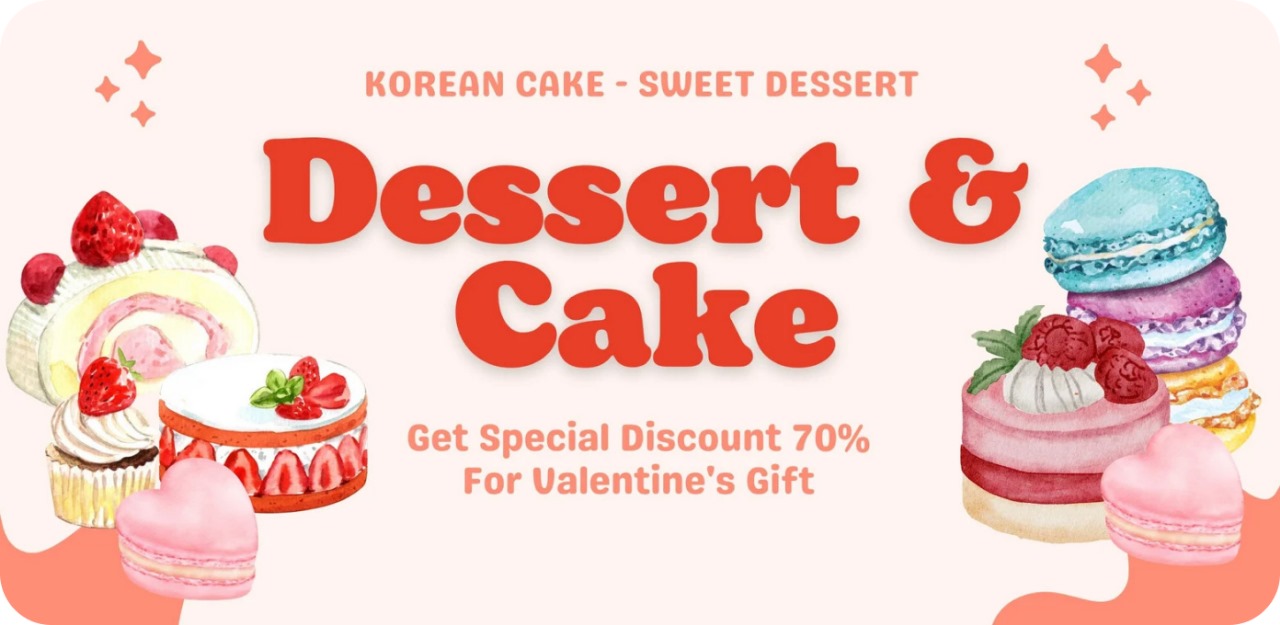 KOREAN CAKE - SWEET DESSERT
Dessert &
Cake
Get Special Discount 70%
For Valentine's Gift